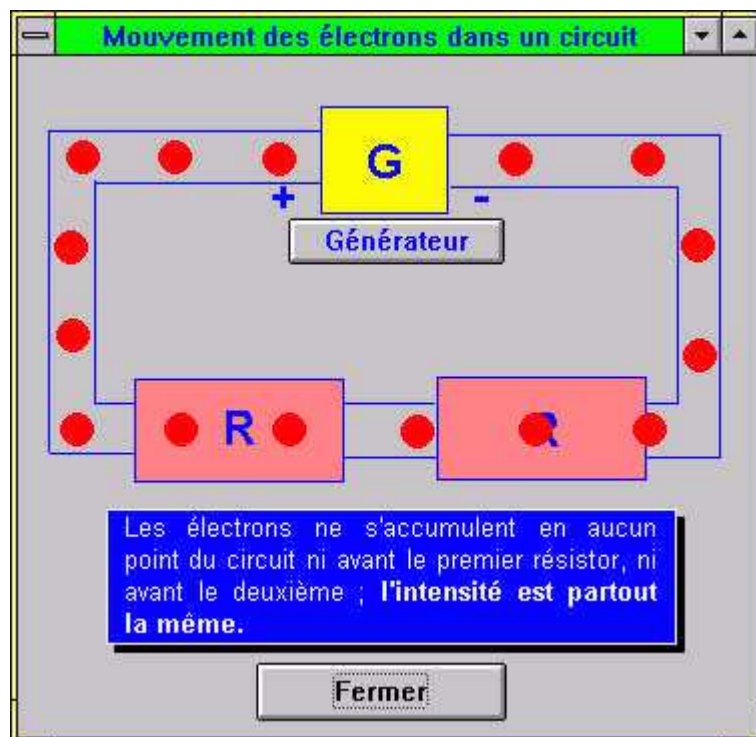 Mouvement des électrons dans un circuit
G
+ -
Générateur
R R
Les électrons ne s'accumulent en aucun
point du circuit ni avant le premier résistor, ni
avant le deuxième ; l'intensité est partout
la même.
Fermer